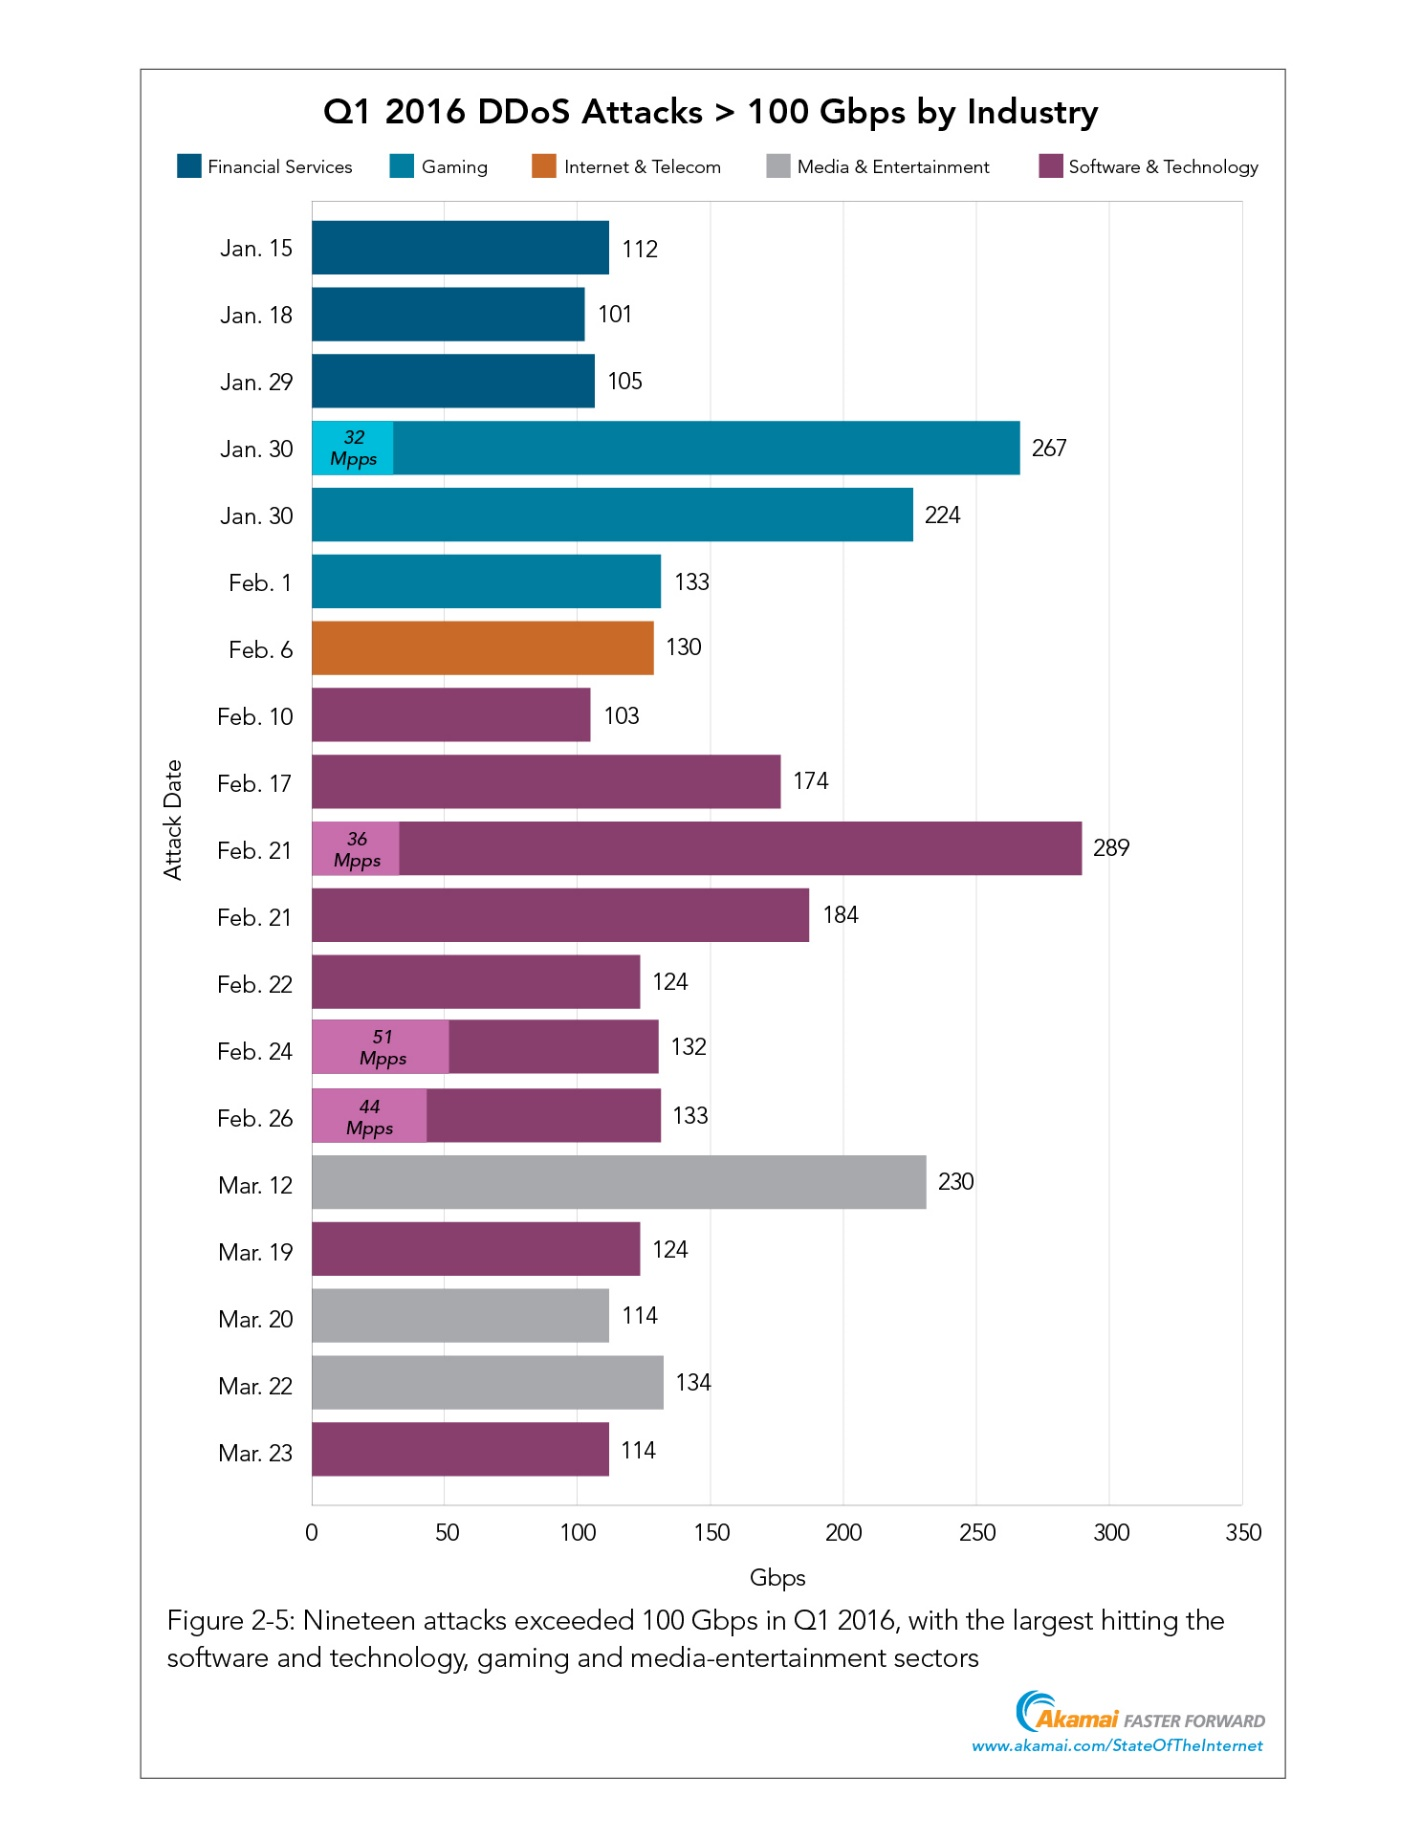 Q1 2016 DDoS Attacks > 100 Gbps by Industry
Financial Services Gaming Internet & Telecom Media & Entertainment Software & Technology
Jan. 15 112
Jan. 18 101
Jan. 29 105
Jan. 30 32 Mpps 267
Jan. 30 224
Feb. 1 133
Feb. 6 130
Feb. 10 103
Feb. 17 174
Attack Date
Feb. 21 36 Mpps 289
Feb. 21 184
Feb. 22 124
Feb. 24 51 Mpps 132
Feb. 26 44 Mpps 133
Mar. 12 230
Mar. 19 124
Mar. 20 114
Mar. 22 134
Mar. 23 114
0 50 100 150 200 250 300 350
Gbps
Figure 2-5: Nineteen attacks exceeded 100 Gbps in Q1 2016, with the largest hitting the
software and technology, gaming and media-entertainment sectors
Akamai FASTER FORWARD
www.akamai.com/StateOfTheInternet